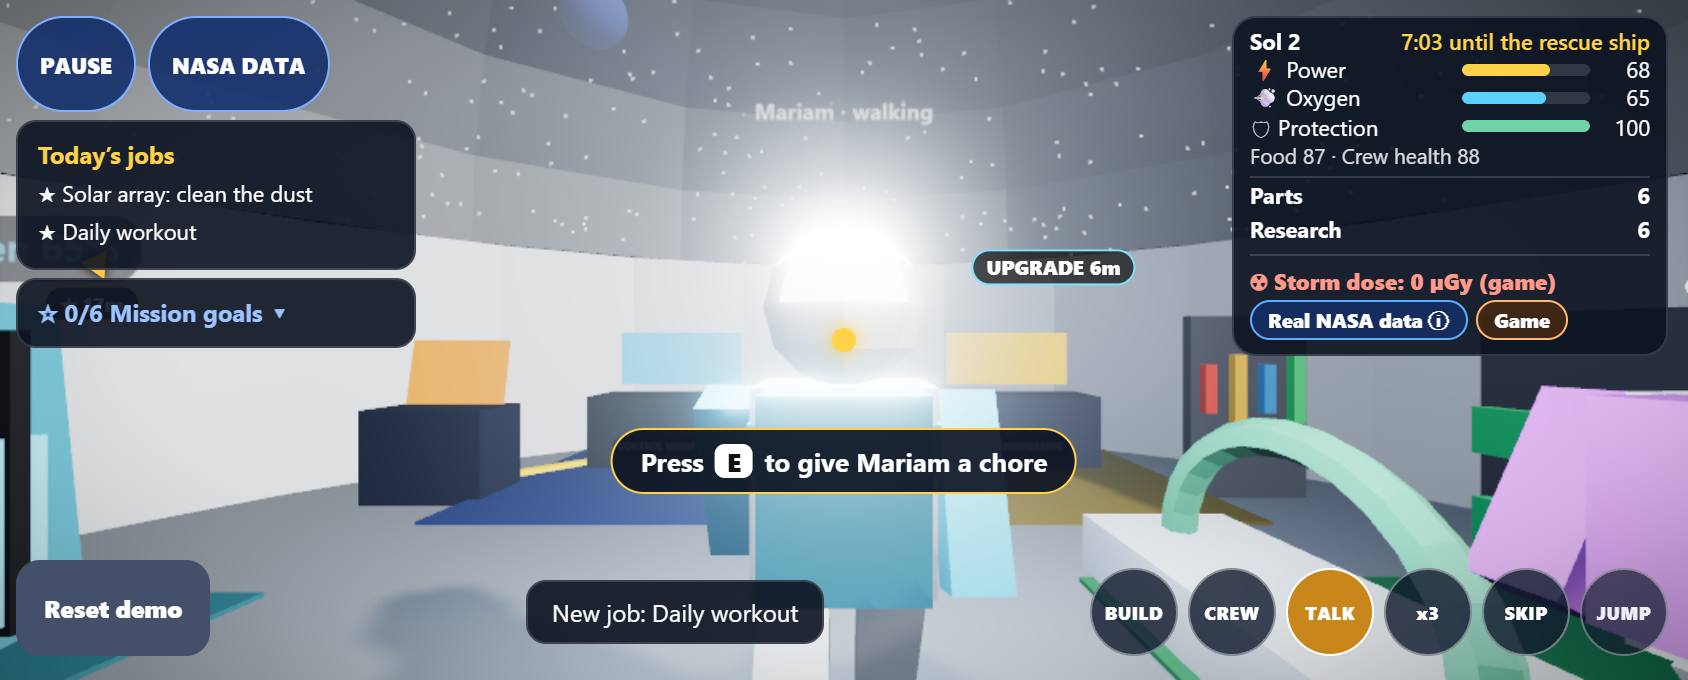 PAUSE
NASA DATA
Today's jobs
★ Solar array: clean the dust
★ Daily workout
☆ 0/6 Mission goals ▼
Reset demo
Mariam · walking
UPGRADE 6m
Press E to give Mariam a chore
New job: Daily workout
Sol 2
7:03 until the rescue ship
Power 68
Oxygen 65
Protection 100
Food 87 · Crew health 88
Parts 6
Research 6
☢ Storm dose: 0 µGy (game)
Real NASA data ⓘ
Game
BUILD
CREW
TALK
x3
SKIP
JUMP